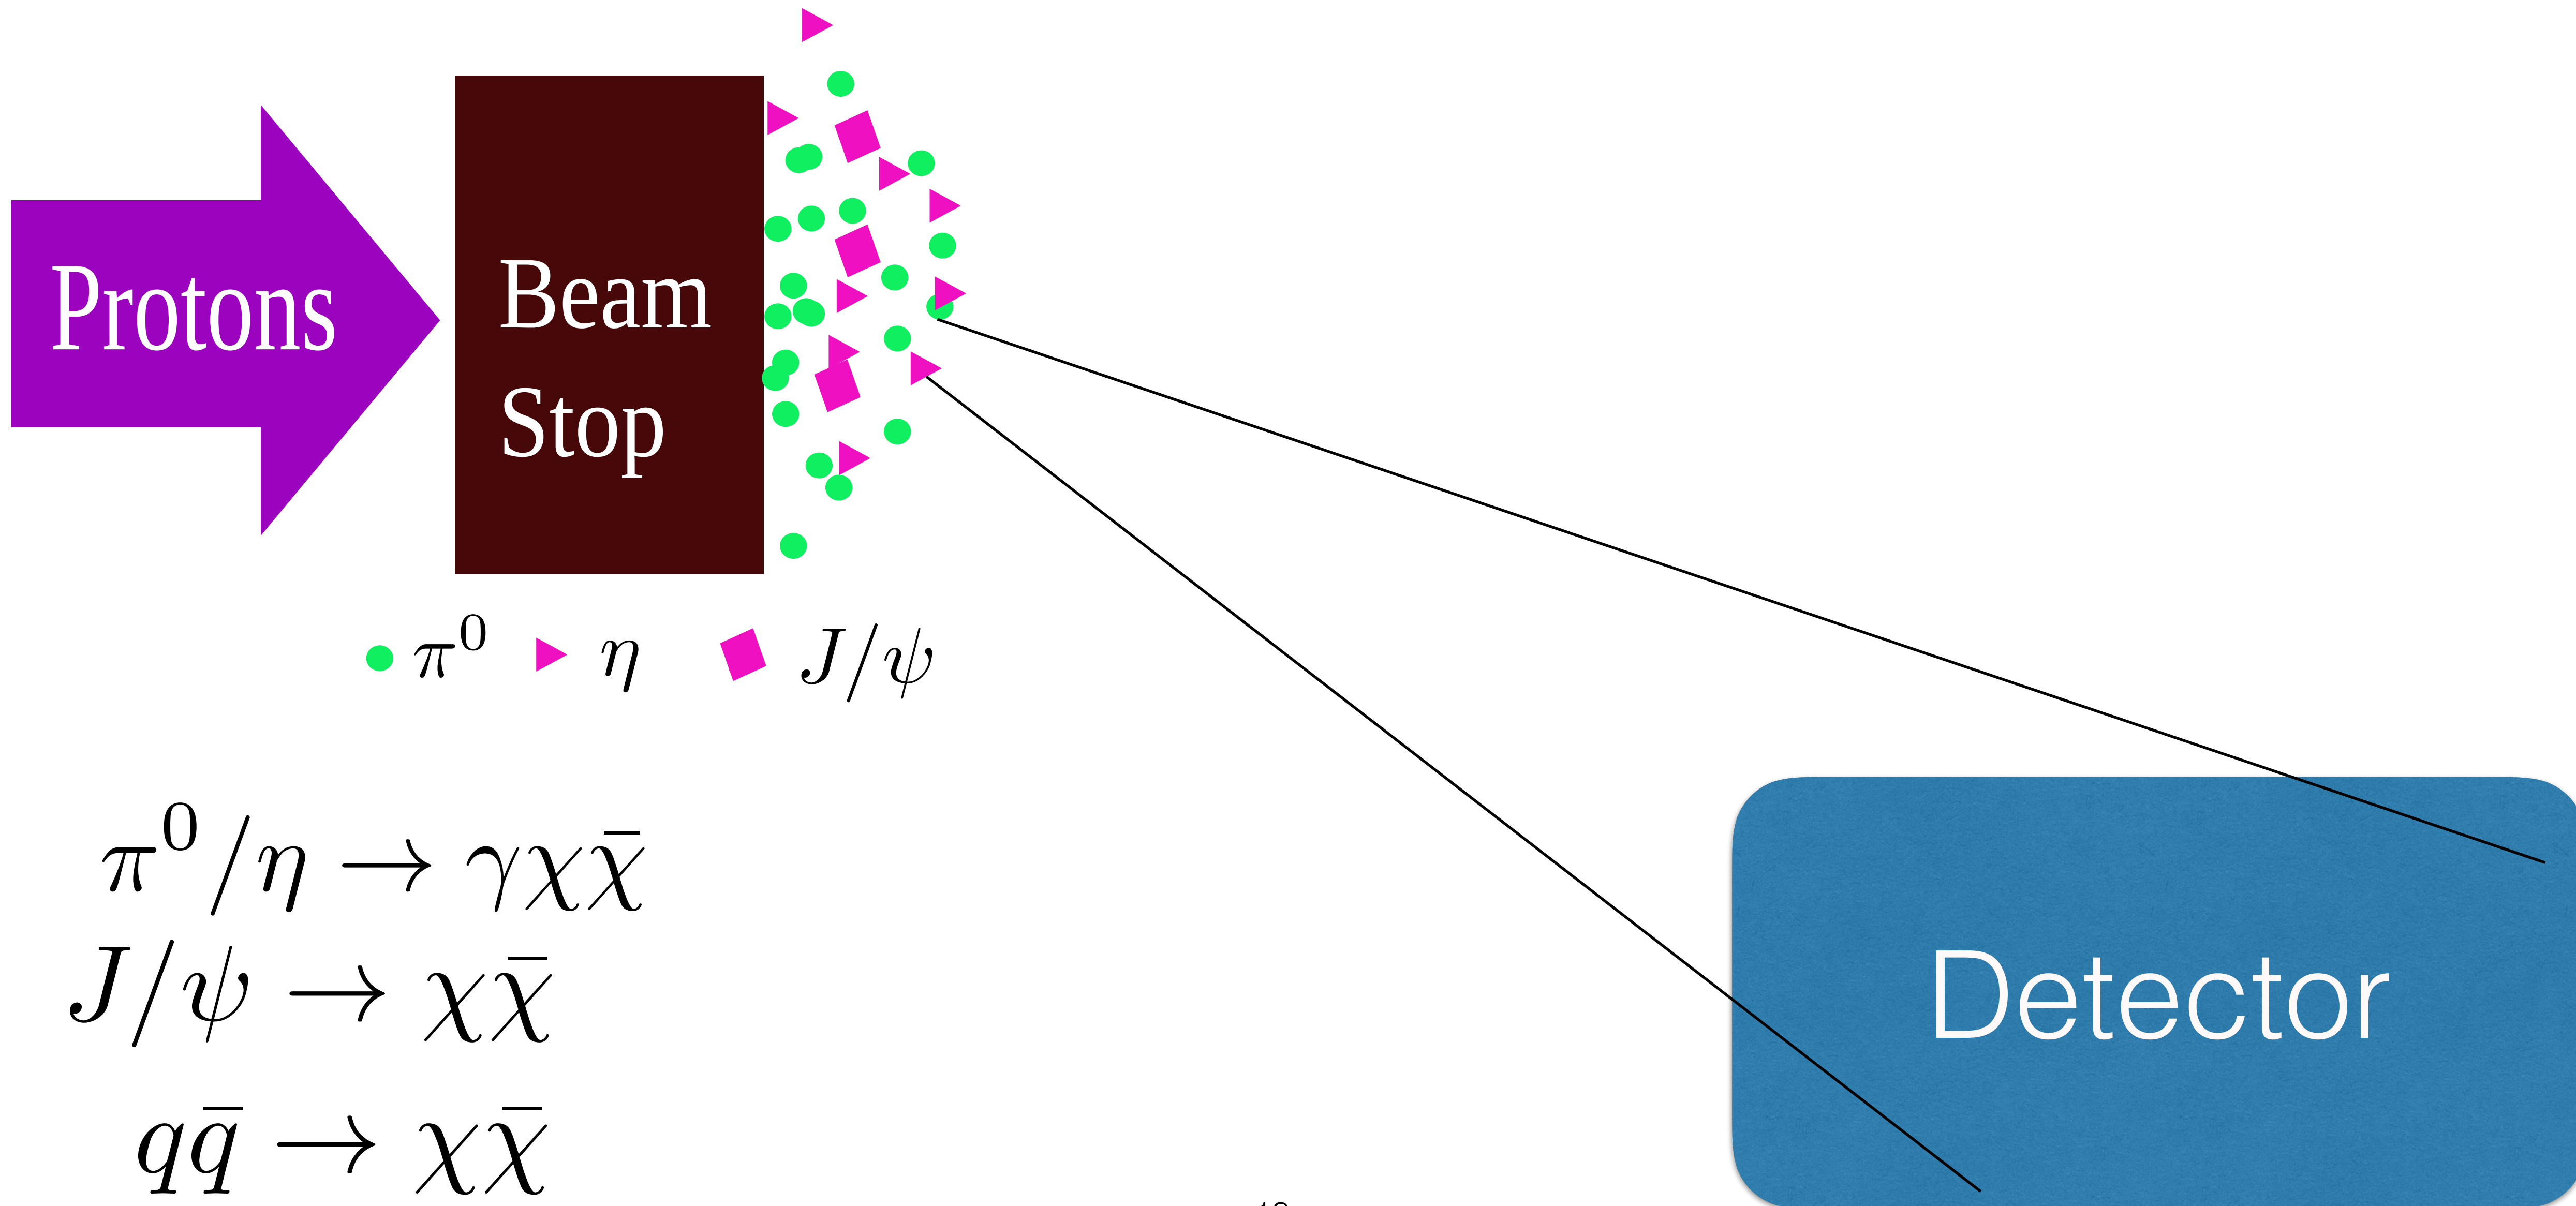 Protons
Beam
Stop
π⁰ η J/ψ
π⁰/η → γχχ̄
J/ψ → χχ̄
qq̄ → χχ̄
Detector